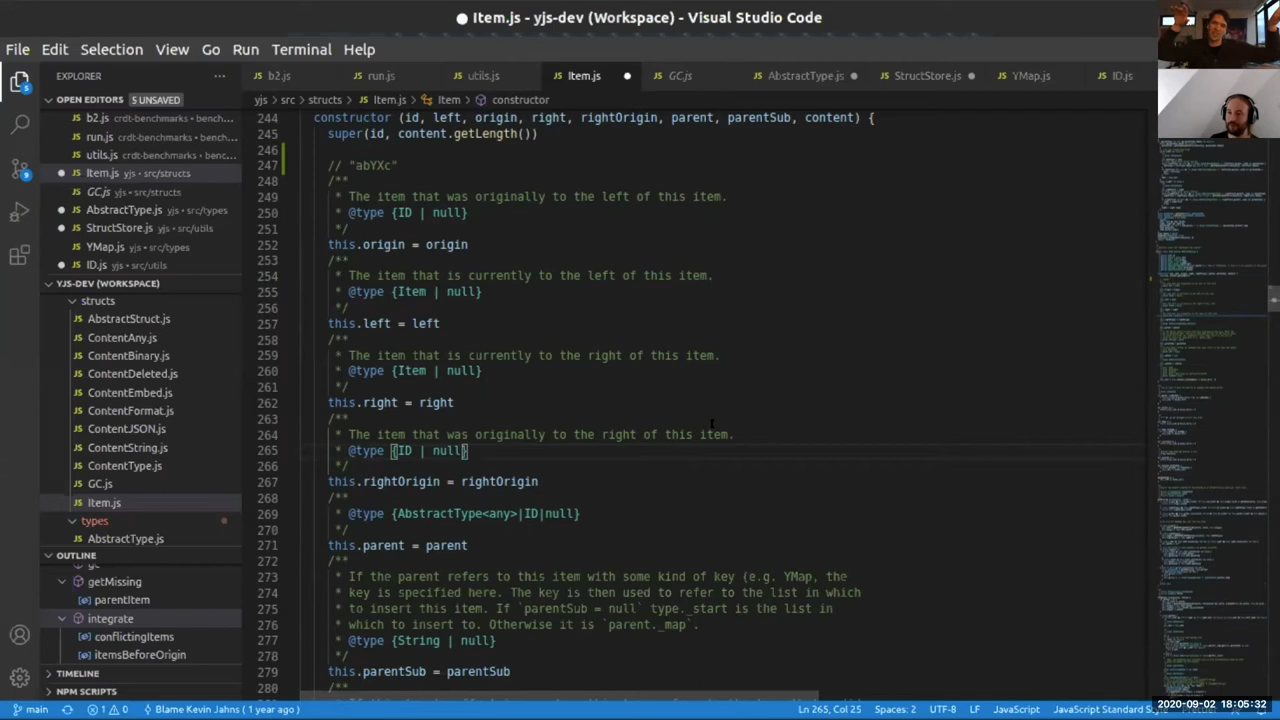 Item.js - yjs-dev (Workspace) - Visual Studio Code
File Edit Selection View Go Run Terminal Help
EXPLORER
b2.js run.js utils.js Item.js GC.js AbstractType.js StructStore.js YMap.js ID.js
OPEN EDITORS 5 UNSAVED
yjs > src > structs > Item.js > Item > constructor
b2.js crdt-benchmarks • bench...
run.js crdt-benchmarks • benc...
utils.js crdt-benchmarks • benc...
Item.js yjs • src/structs
GC.js yjs • src/structs
AbstractType.js yjs • src/types
StructStore.js yjs • src/utils
YMap.js yjs • src/types
ID.js yjs • src/utils
YJS-DEV (WORKSPACE)
structs
AbstractStruct.js
ContentAny.js
ContentBinary.js
ContentDeleted.js
ContentEmbed.js
ContentFormat.js
ContentJSON.js
ContentString.js
ContentType.js
GC.js
Item.js
types
AbstractType.js
OUTLINE
getMissing
parentItem
integrate
conflictingItems
itemsBeforeOrigin
TIMELINE
NPM SCRIPTS
244 constructor (id, left, origin, right, rightOrigin, parent, parentSub, content) {
245 super(id, content.getLength())
246
247 "abYXc"
248 /**
249 * The item that was originally to the left of this item.
250 * @type {ID | null}
251 */
252 this.origin = origin
253 /**
254 * The item that is currently to the left of this item.
255 * @type {Item | null}
256 */
257 this.left = left
258 /**
259 * The item that is currently to the right of this item.
260 * @type {Item | null}
261 */
262 this.right = right
263 /**
264 * The item that was originally to the right of this item.
265 * @type {ID | null}
266 */
267 this.rightOrigin = rightOrigin
268 /**
269 * @type {AbstractType<any>|ID|null}
270 */
271 this.parent = parent
272 /**
273 * If the parent refers to this item with some kind of key (e.g. YMap, the
274 * key is specified here. The key is then used to refer to the list in which
275 * to insert this item. If `parentSub = null` type._start is the list in
276 * which to insert to. Otherwise it is `parent._map`.
277 * @type {String | null}
278 */
279
280 /**
main 1 0 Blame Kevin Jahns ( 1 year ago ) Ln 265, Col 25 Spaces: 2 UTF-8 LF JavaScript JavaScript Standard Style
2020-09-02 18:05:32